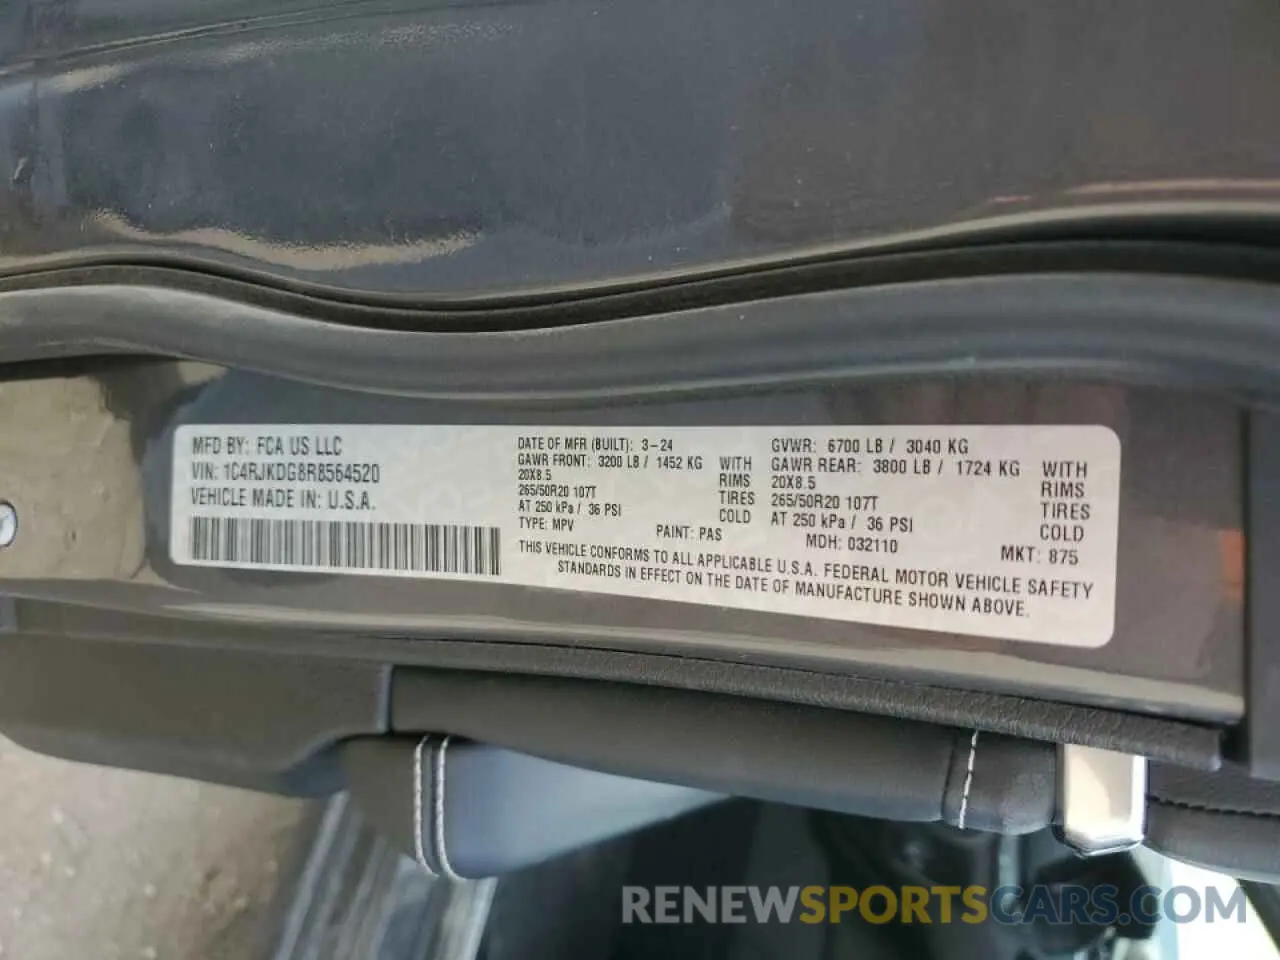 MFD BY: FCA US LLC
VIN: 1C4RJKDG8R8564520
VEHICLE MADE IN: U.S.A.
DATE OF MFR (BUILT): 3-24
GAWR FRONT: 3200 LB / 1452 KG WITH
20X8.5 RIMS
265/50R20 107T TIRES
AT 250 kPa / 36 PSI COLD
TYPE: MPV PAINT: PAS
GVWR: 6700 LB / 3040 KG
GAWR REAR: 3800 LB / 1724 KG WITH
20X8.5 RIMS
265/50R20 107T TIRES
AT 250 kPa / 36 PSI COLD
MDH: 032110 MKT: 875
THIS VEHICLE CONFORMS TO ALL APPLICABLE U.S.A. FEDERAL MOTOR VEHICLE SAFETY
STANDARDS IN EFFECT ON THE DATE OF MANUFACTURE SHOWN ABOVE.
RENEWSPORTSCARS.COM